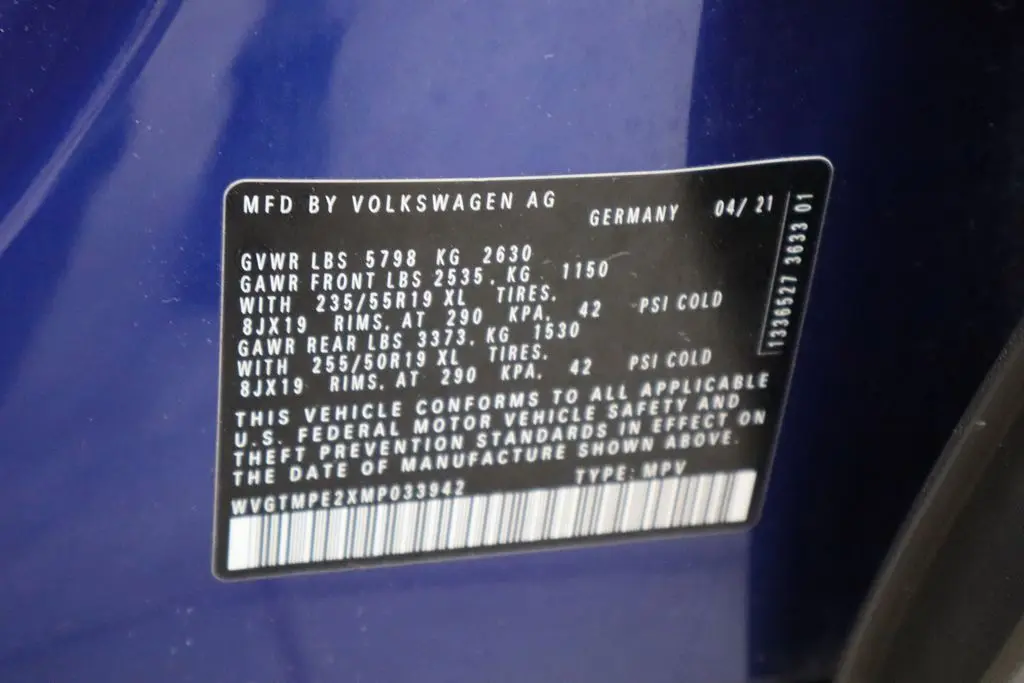 MFD BY VOLKSWAGEN AG GERMANY 04/ 21
GVWR LBS 5798 KG 2630
GAWR FRONT LBS 2535, KG 1150
WITH 235/55R19 XL TIRES,
8JX19 RIMS, AT 290 KPA, 42 PSI COLD
GAWR REAR LBS 3373, KG 1530
WITH 255/50R19 XL TIRES,
8JX19 RIMS, AT 290 KPA, 42 PSI COLD
THIS VEHICLE CONFORMS TO ALL APPLICABLE
U.S. FEDERAL MOTOR VEHICLE SAFETY AND
THEFT PREVENTION STANDARDS IN EFFECT ON
THE DATE OF MANUFACTURE SHOWN ABOVE.
WVGTMPE2XMP033942 TYPE: MPV
1336527 3633 01